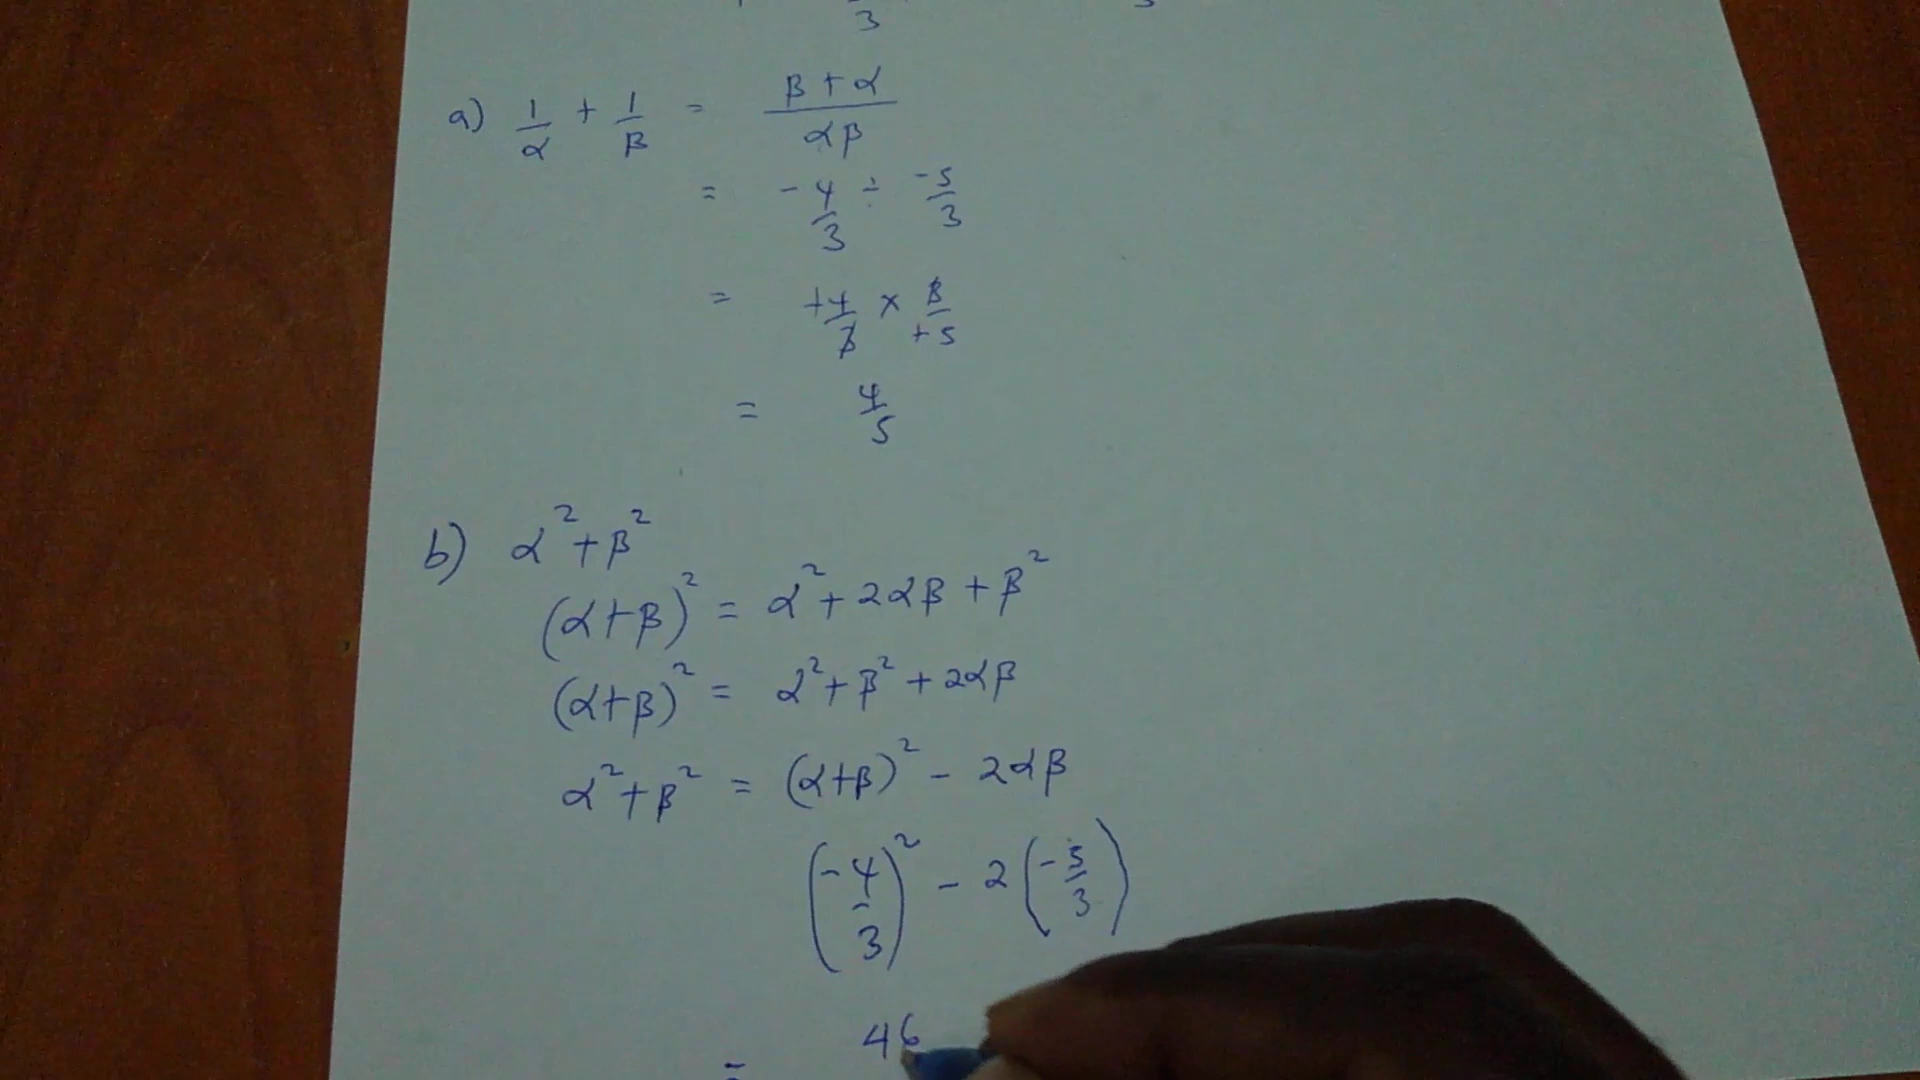 3
a) 1/α + 1/β = β + α / αβ
= -4/3 ÷ -5/3
= +4/3 × 3/+5
= 4/5
b) α² + β²
(α+β)² = α² + 2αβ + β²
(α+β)² = α² + β² + 2αβ
α² + β² = (α+β)² - 2αβ
(-4/3)² - 2(-5/3)
= 46